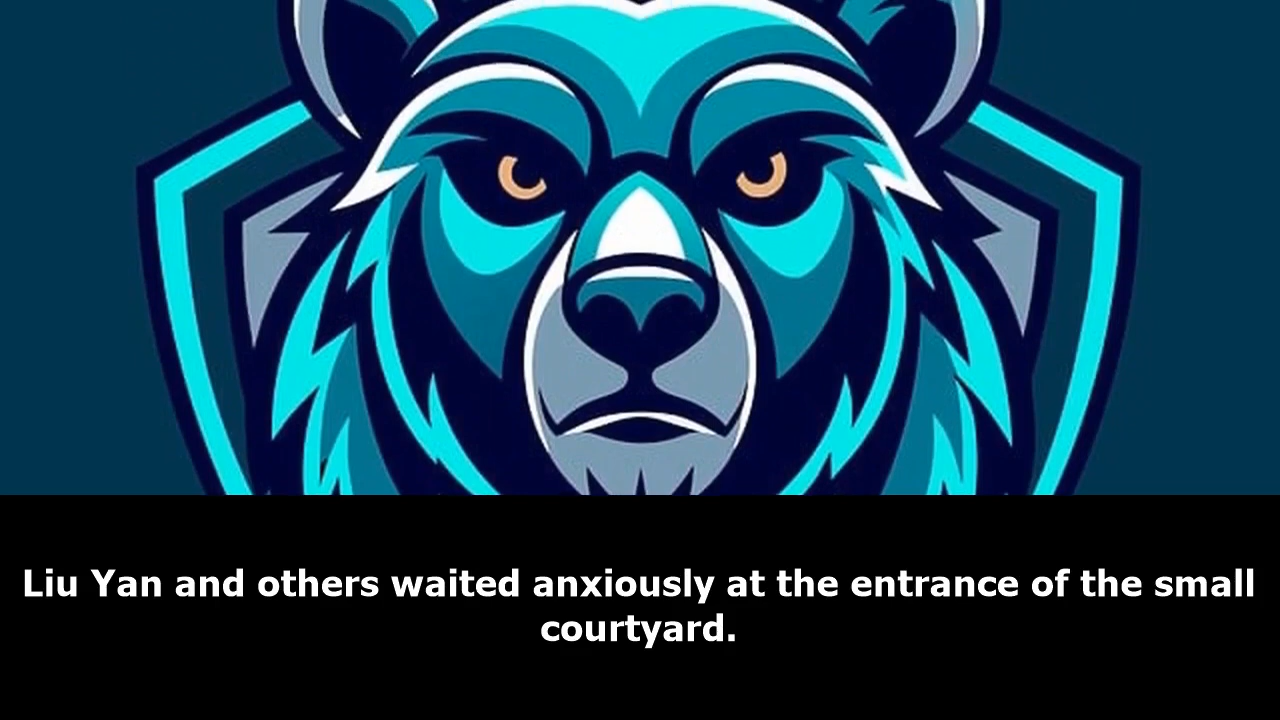 Liu Yan and others waited anxiously at the entrance of the small
courtyard.